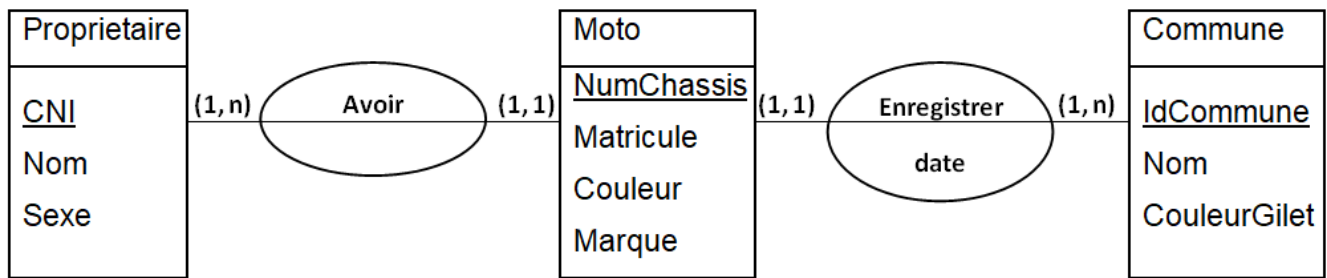 Proprietaire
CNI
Nom
Sexe
(1, n)
Avoir
(1, 1)
Moto
NumChassis
Matricule
Couleur
Marque
(1, 1)
Enregistrer
date
(1, n)
Commune
IdCommune
Nom
CouleurGilet